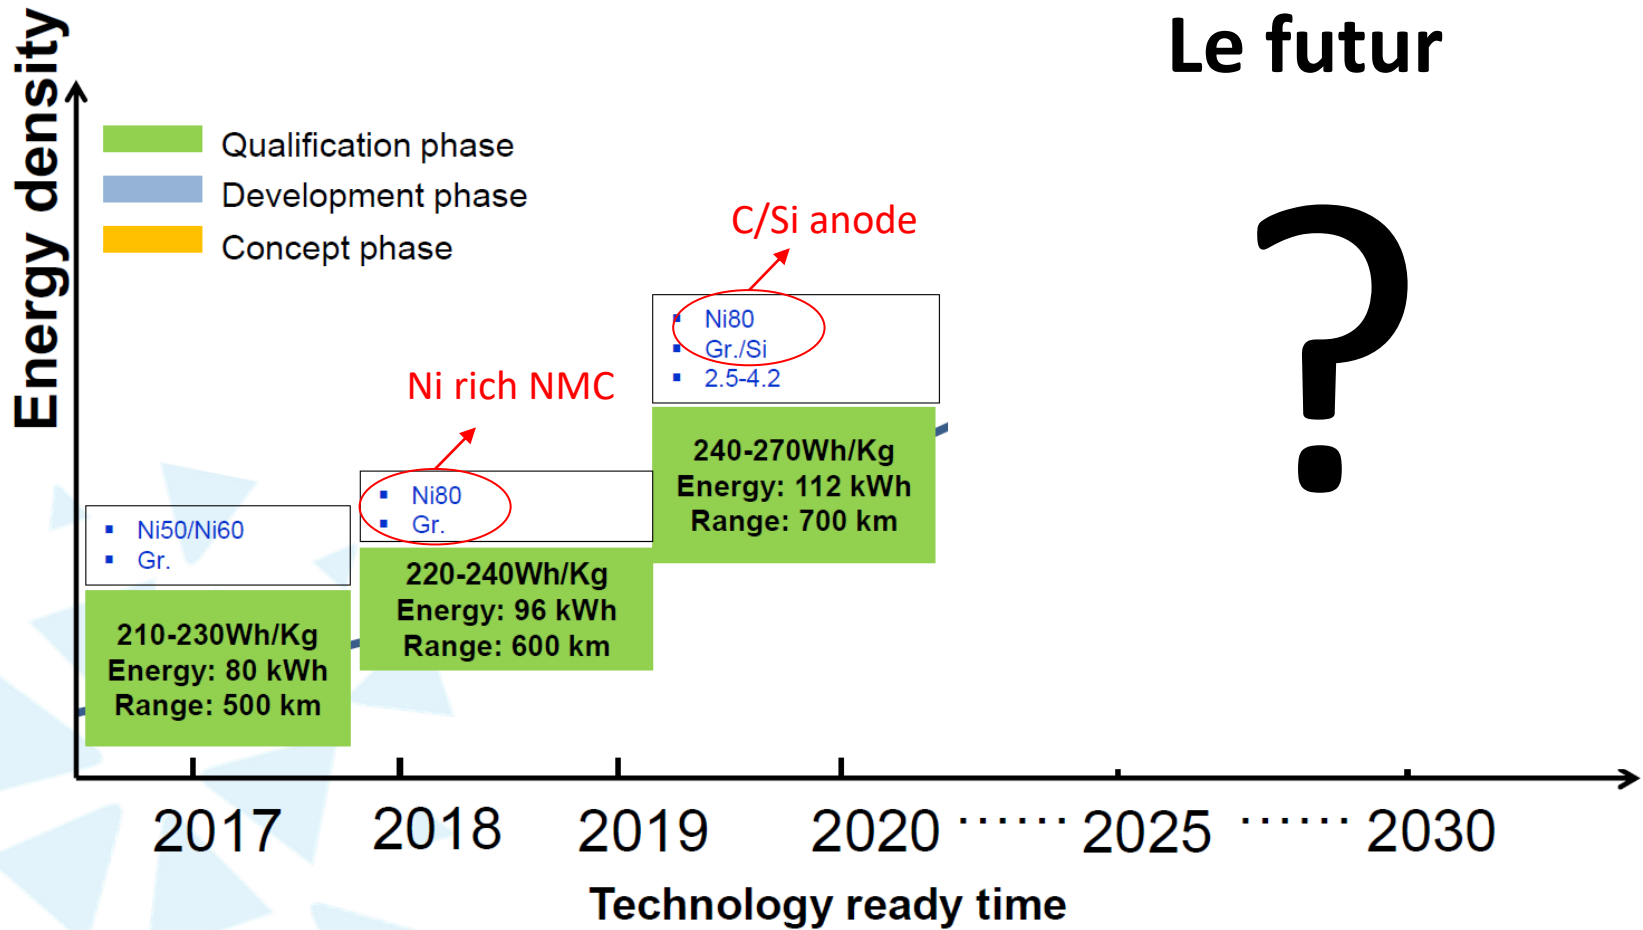 Le futur
Energy density
Qualification phase
Development phase
Concept phase
C/Si anode
▪ Ni80
▪ Gr./Si
▪ 2.5-4.2
Ni rich NMC
240-270Wh/Kg
Energy: 112 kWh
Range: 700 km
▪ Ni80
▪ Gr.
▪ Ni50/Ni60
▪ Gr.
220-240Wh/Kg
Energy: 96 kWh
Range: 600 km
210-230Wh/Kg
Energy: 80 kWh
Range: 500 km
?
2017 2018 2019 2020 ...... 2025 ...... 2030
Technology ready time